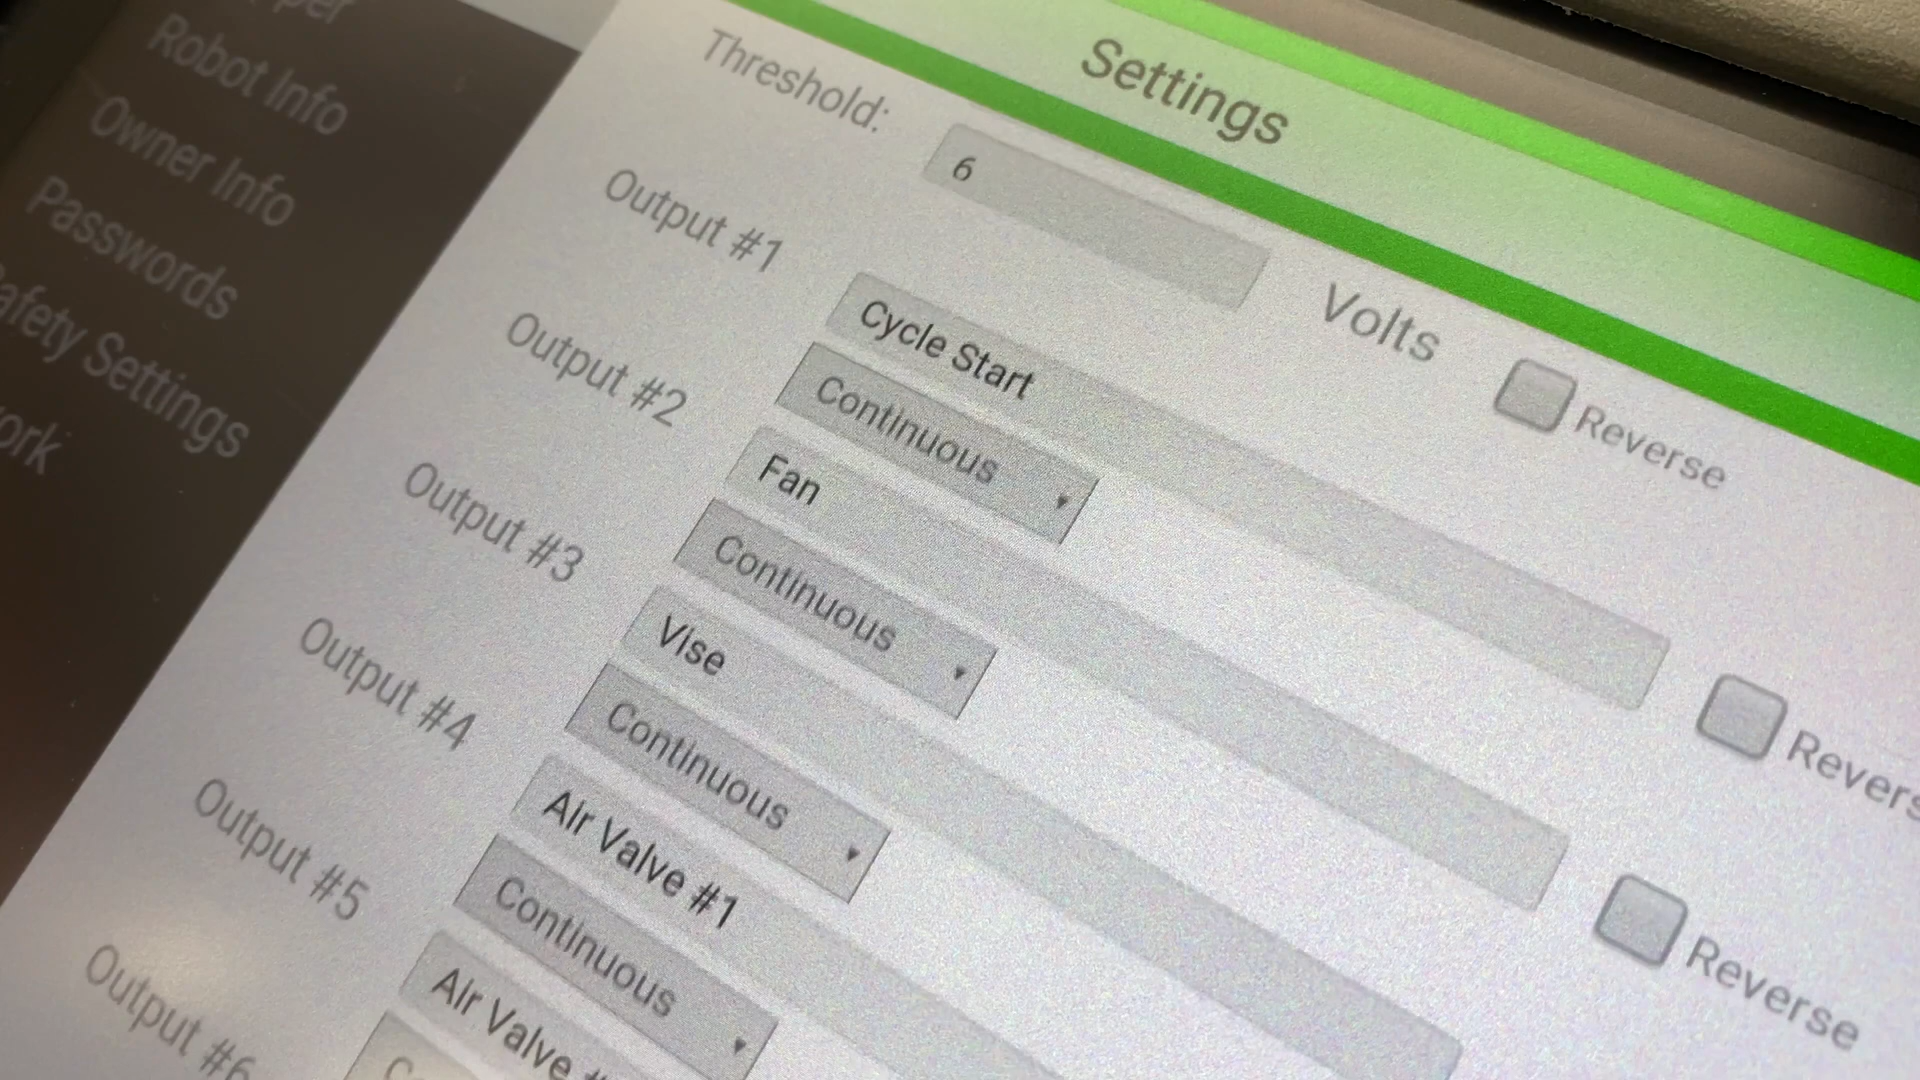 Settings
Robot Info
Owner Info
Passwords
Safety Settings
Threshold: 6 Volts Reverse
Output #1 Cycle Start
Continuous Reverse
Output #2 Fan
Continuous Reverse
Output #3 Vise
Continuous
Output #4 Air Valve #1
Continuous
Output #5 Air Valve
Output #6